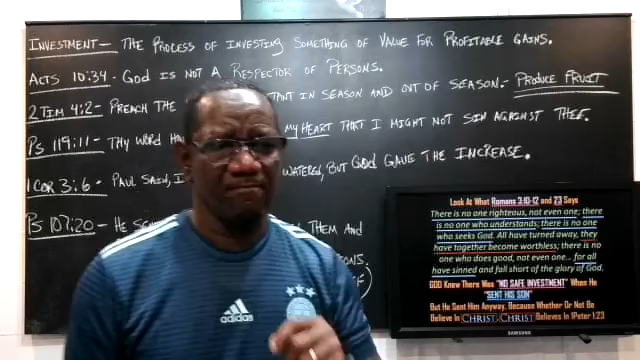 INVESTMENT — THE PROCESS OF INVESTING SOMETHING OF VALUE FOR PROFITABLE GAINS.
ACTS 10:34 - GOD IS NOT A RESPECTOR OF PERSONS.
2 TIM 4:2 - PREACH THE IN SEASON AND OUT OF SEASON. - PRODUCE FRUIT
PS 119:11 - THY WORD MY HEART THAT I MIGHT NOT SIN AGAINST THEE.
1 COR 3:6 - PAUL SAID, I WATERED, BUT GOD GAVE THE INCREASE.
PS 107:20 - HE THEM AND
Look At What Romans 3:10-12 and 23 Says
There is no one righteous, not even one; there
is no one who understands; there is no one
who seeks God. All have turned away, they
have together become worthless; there is no
one who does good, not even one... for all
have sinned and fall short of the glory of God.
GOD Knew There Was "NO SAFE INVESTMENT" When He
"SENT HIS SON"
But He Sent Him Anyway. Because Whether Or Not We
Believe In CHRIST, CHRIST Believes In 1Peter 1:23
SAMSUNG
adidas